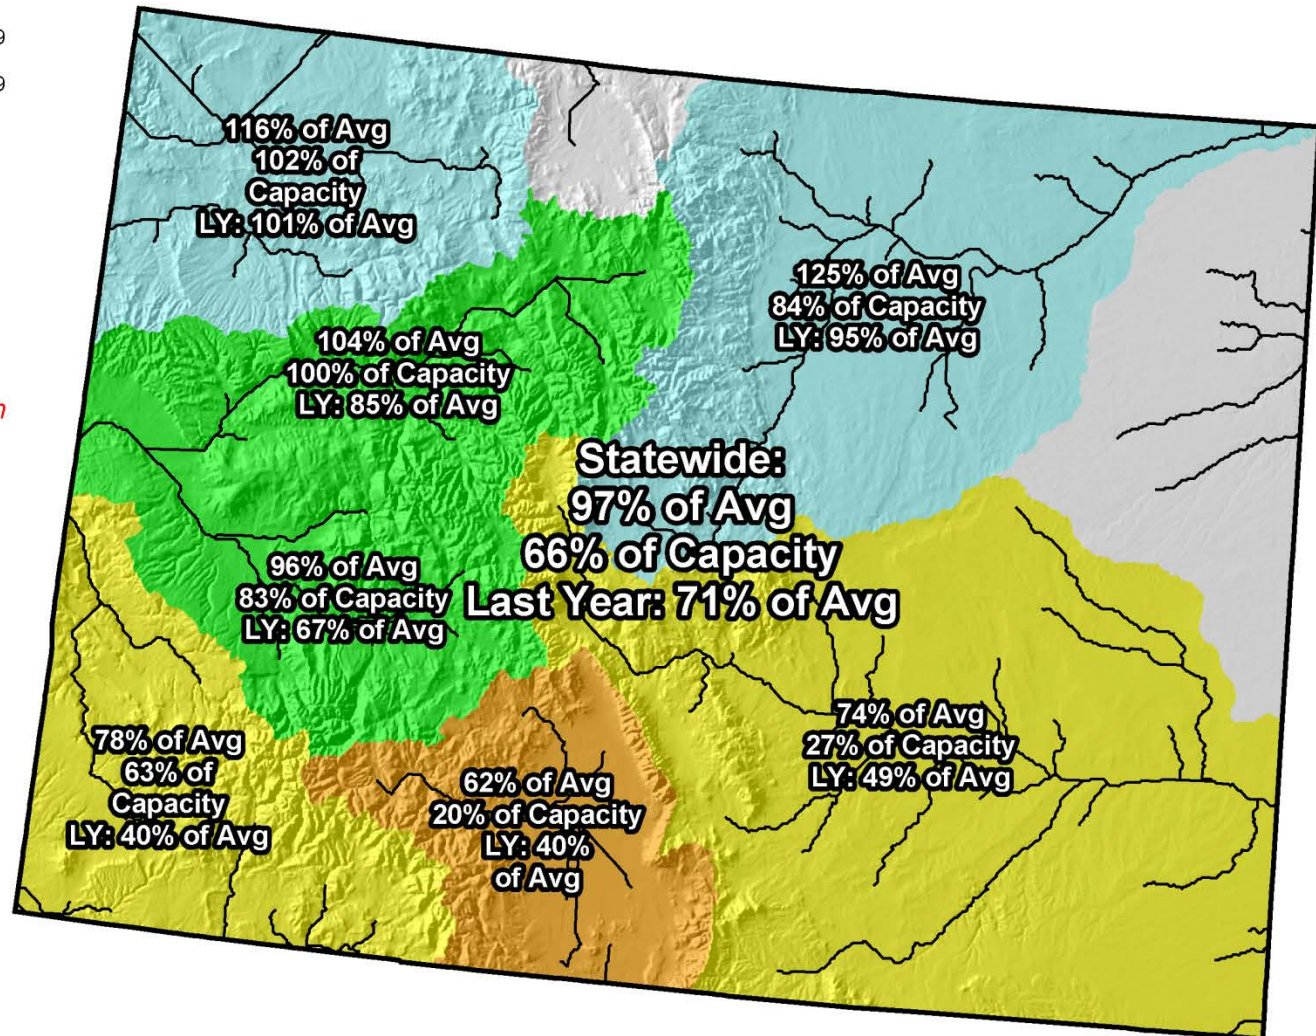 9
9
116% of Avg
102% of
Capacity
LY: 101% of Avg
125% of Avg
84% of Capacity
LY: 95% of Avg
104% of Avg
100% of Capacity
LY: 85% of Avg
Statewide:
97% of Avg
66% of Capacity
Last Year: 71% of Avg
96% of Avg
83% of Capacity
LY: 67% of Avg
78% of Avg
63% of
Capacity
LY: 40% of Avg
62% of Avg
20% of Capacity
LY: 40%
of Avg
74% of Avg
27% of Capacity
LY: 49% of Avg